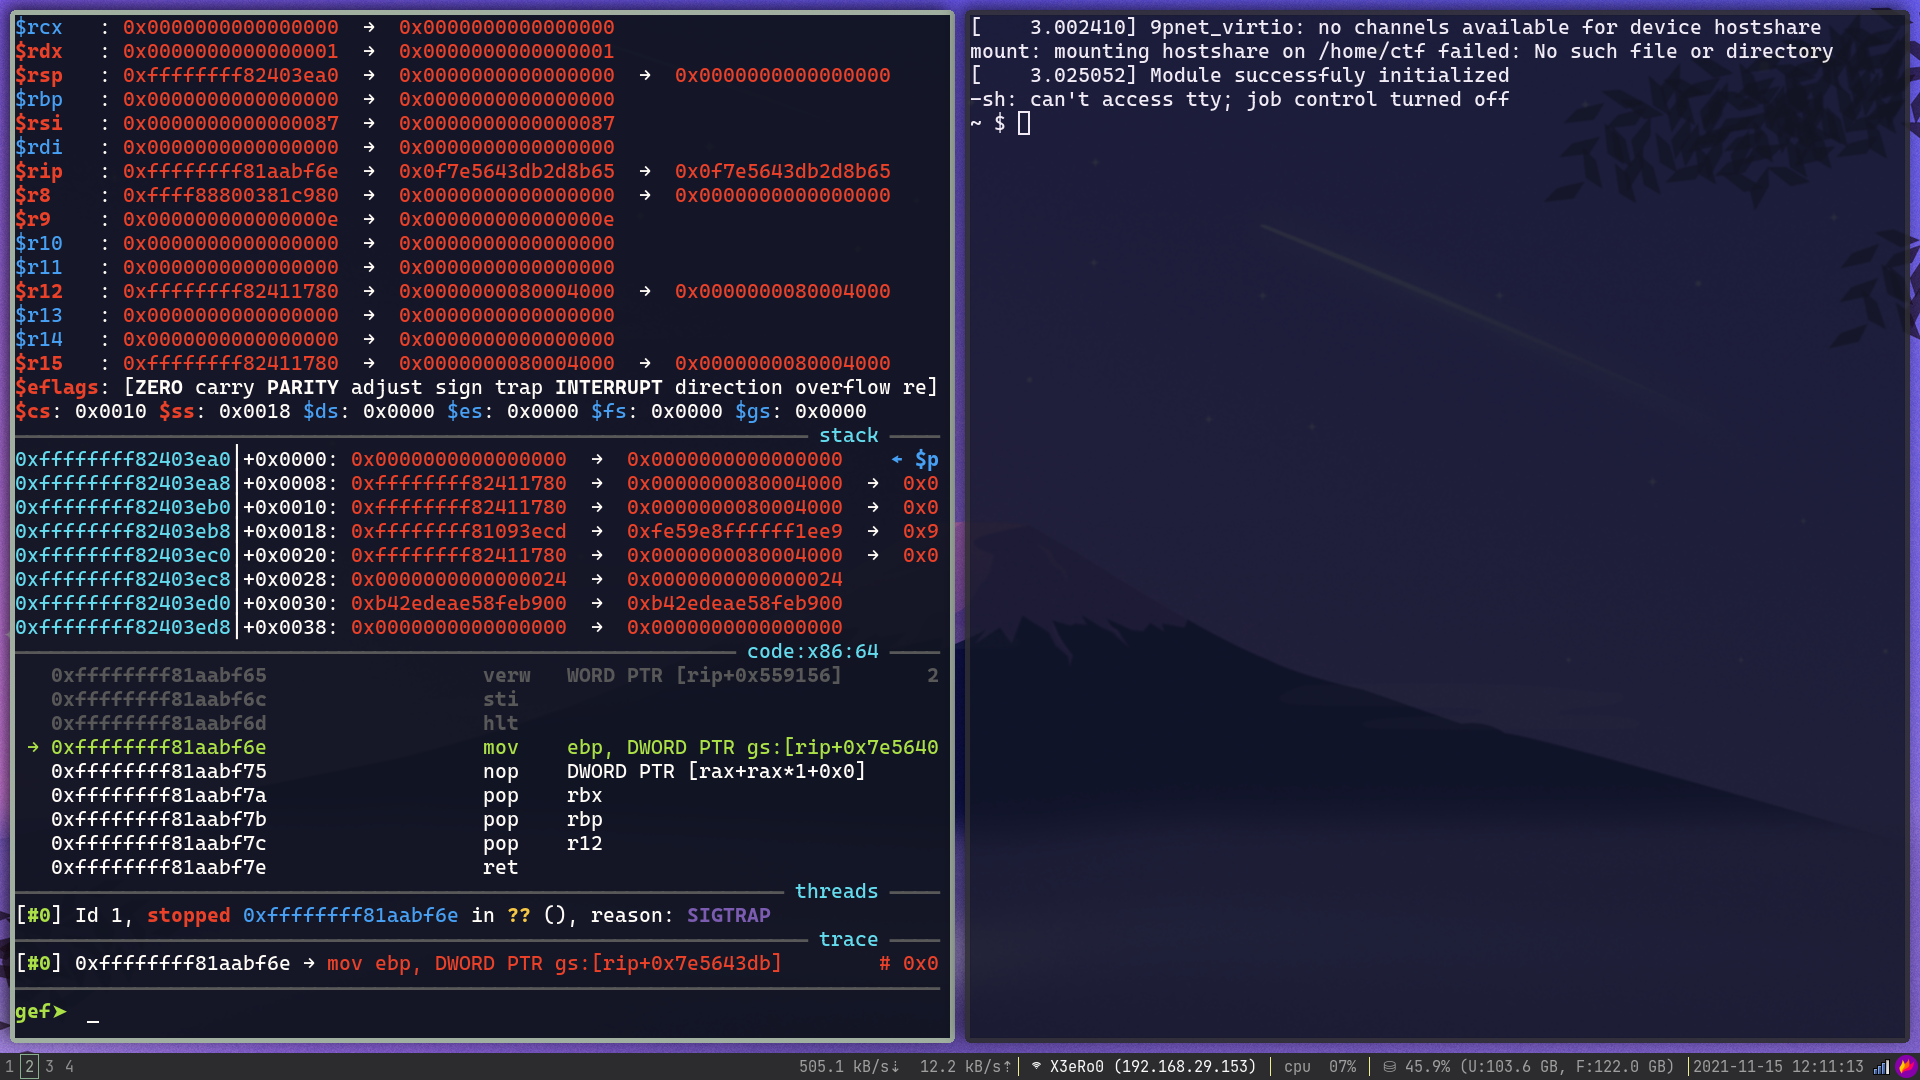 $rcx   : 0x0000000000000000  →  0x0000000000000000
$rdx   : 0x0000000000000001  →  0x0000000000000001
$rsp   : 0xffffffff82403ea0  →  0x0000000000000000  →  0x0000000000000000
$rbp   : 0x0000000000000000  →  0x0000000000000000
$rsi   : 0x0000000000000087  →  0x0000000000000087
$rdi   : 0x0000000000000000  →  0x0000000000000000
$rip   : 0xffffffff81aabf6e  →  0x0f7e5643db2d8b65  →  0x0f7e5643db2d8b65
$r8    : 0xffff88800381c980  →  0x0000000000000000  →  0x0000000000000000
$r9    : 0x000000000000000e  →  0x000000000000000e
$r10   : 0x0000000000000000  →  0x0000000000000000
$r11   : 0x0000000000000000  →  0x0000000000000000
$r12   : 0xffffffff82411780  →  0x0000000080004000  →  0x0000000080004000
$r13   : 0x0000000000000000  →  0x0000000000000000
$r14   : 0x0000000000000000  →  0x0000000000000000
$r15   : 0xffffffff82411780  →  0x0000000080004000  →  0x0000000080004000
$eflags: [ZERO carry PARITY adjust sign trap INTERRUPT direction overflow re]
$cs: 0x0010 $ss: 0x0018 $ds: 0x0000 $es: 0x0000 $fs: 0x0000 $gs: 0x0000
stack
0xffffffff82403ea0│+0x0000: 0x0000000000000000  →  0x0000000000000000    ← $p
0xffffffff82403ea8│+0x0008: 0xffffffff82411780  →  0x0000000080004000  →  0x0
0xffffffff82403eb0│+0x0010: 0xffffffff82411780  →  0x0000000080004000  →  0x0
0xffffffff82403eb8│+0x0018: 0xffffffff81093ecd  →  0xfe59e8ffffff1ee9  →  0x9
0xffffffff82403ec0│+0x0020: 0xffffffff82411780  →  0x0000000080004000  →  0x0
0xffffffff82403ec8│+0x0028: 0x0000000000000024  →  0x0000000000000024
0xffffffff82403ed0│+0x0030: 0xb42edeae58feb900  →  0xb42edeae58feb900
0xffffffff82403ed8│+0x0038: 0x0000000000000000  →  0x0000000000000000
code:x86:64
0xffffffff81aabf65                  verw   WORD PTR [rip+0x559156]       2
0xffffffff81aabf6c                  sti
0xffffffff81aabf6d                  hlt
→ 0xffffffff81aabf6e                  mov    ebp, DWORD PTR gs:[rip+0x7e5640
0xffffffff81aabf75                  nop    DWORD PTR [rax+rax*1+0x0]
0xffffffff81aabf7a                  pop    rbx
0xffffffff81aabf7b                  pop    rbp
0xffffffff81aabf7c                  pop    r12
0xffffffff81aabf7e                  ret
threads
[#0] Id 1, stopped 0xffffffff81aabf6e in ?? (), reason: SIGTRAP
trace
[#0] 0xffffffff81aabf6e → mov ebp, DWORD PTR gs:[rip+0x7e5643db]        # 0x0
gef➤  _
[    3.002410] 9pnet_virtio: no channels available for device hostshare
mount: mounting hostshare on /home/ctf failed: No such file or directory
[    3.025052] Module successfuly initialized
-sh: can't access tty; job control turned off
~ $
1 2 3 4
505.1 kB/s↓  12.2 kB/s↑│ X3eRo0 (192.168.29.153) │ cpu  07% │ 45.9% (U:103.6 GB, F:122.0 GB) │2021-11-15 12:11:13